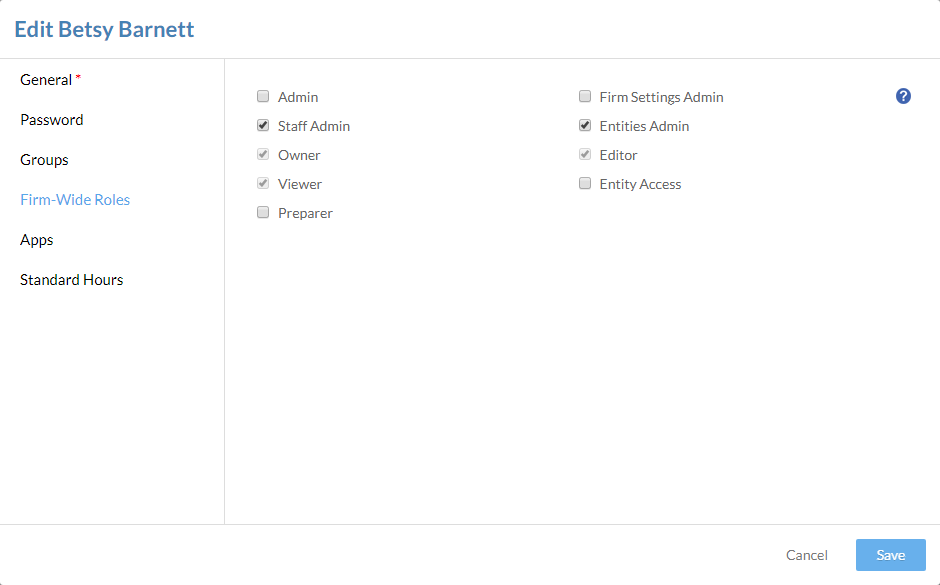 Edit Betsy Barnett
General *
Password
Groups
Firm-Wide Roles
Apps
Standard Hours
Admin
Firm Settings Admin
?
Staff Admin
Entities Admin
Owner
Editor
Viewer
Entity Access
Preparer
Cancel
Save